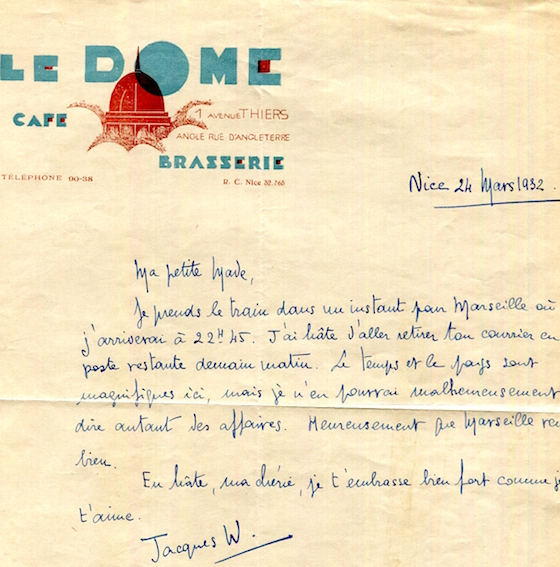 LE DOME
CAFE
1 AVENUE THIERS
ANGLE RUE D'ANGLETERRE
BRASSERIE
TÉLÉPHONE 90-38
R. C. Nice 32.765
Nice 24 Mars 1932.
Ma petite Made,
Je prends le train dans un instant pour Marseille où
j'arriverai à 22H45. J'ai hâte d'aller retirer ton courrier en
poste restante demain matin. Le temps et le pays sont
magnifiques ici, mais je n'en pourrai malheureusement
dire autant des affaires. Heureusement que Marseille
bien.
En hâte, ma chérie, je t'embrasse bien fort comme je
t'aime.
Jacques W.